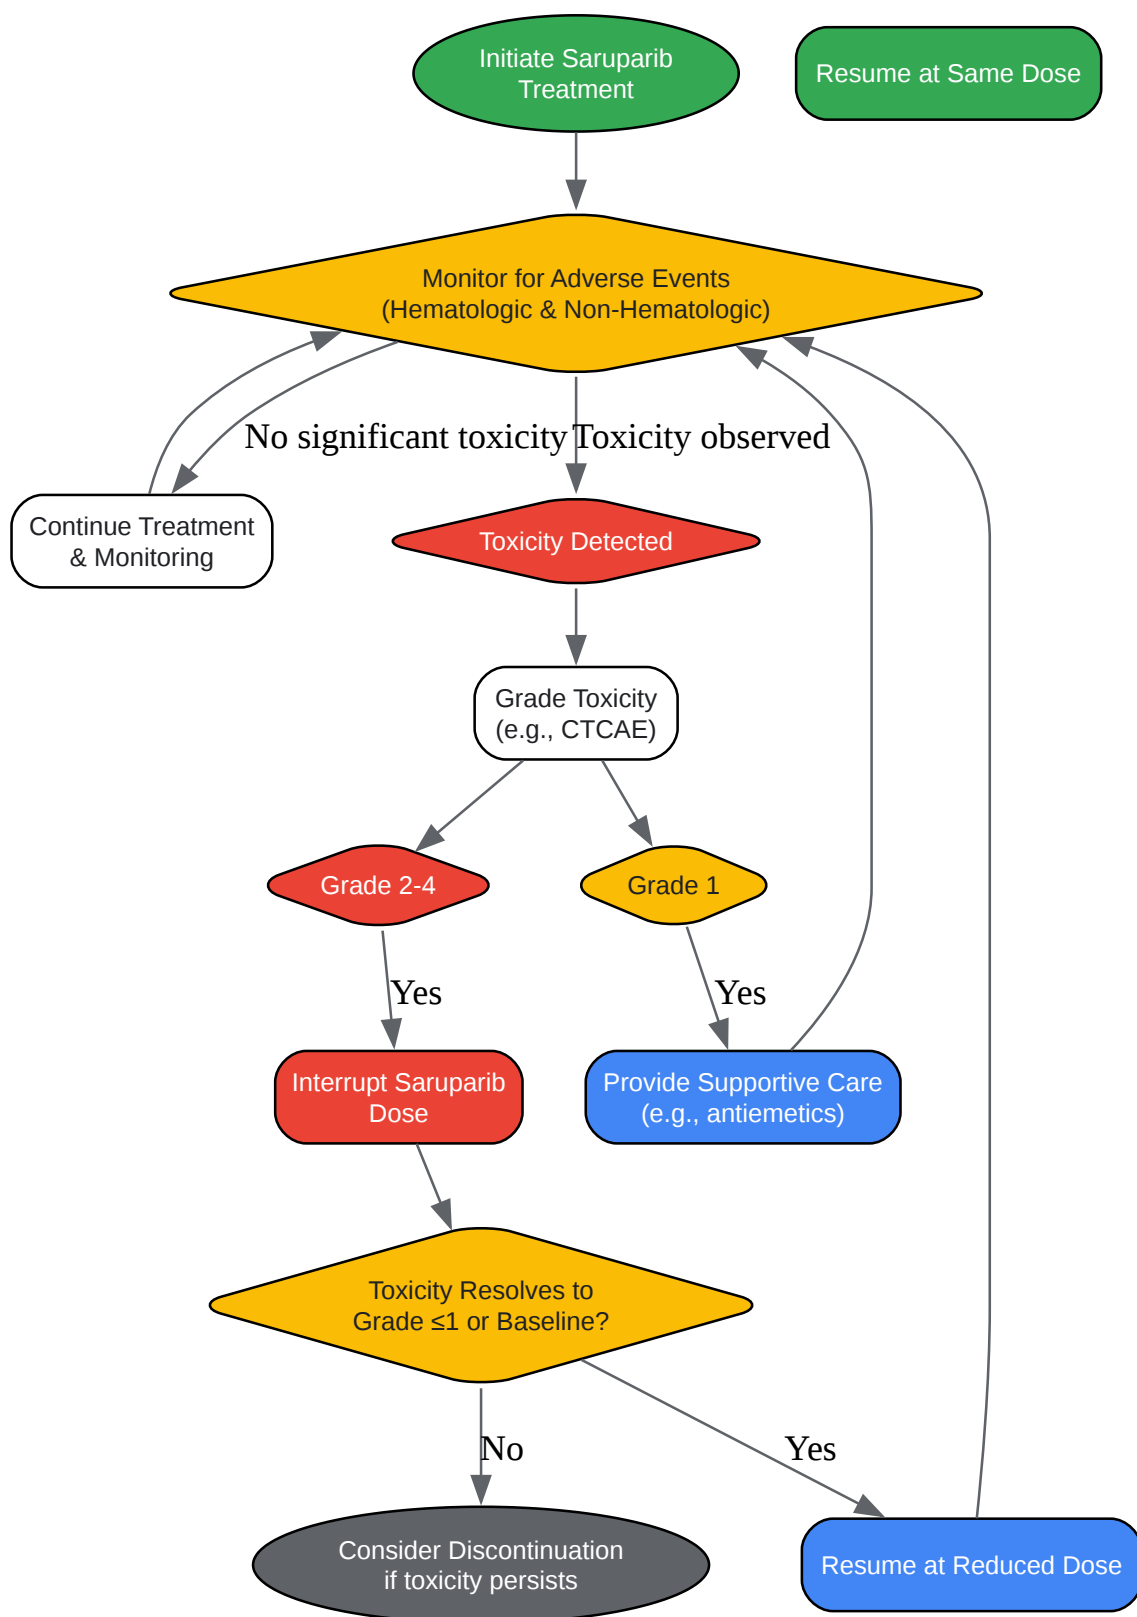 Initiate Saruparib
Treatment
Resume at Same Dose
Monitor for Adverse Events
(Hematologic & Non-Hematologic)
No significant toxicity
Toxicity observed
Continue Treatment
& Monitoring
Toxicity Detected
Grade Toxicity
(e.g., CTCAE)
Grade 2-4
Grade 1
Yes
Yes
Interrupt Saruparib
Dose
Provide Supportive Care
(e.g., antiemetics)
Toxicity Resolves to
Grade ≤1 or Baseline?
No
Yes
Consider Discontinuation
if toxicity persists
Resume at Reduced Dose